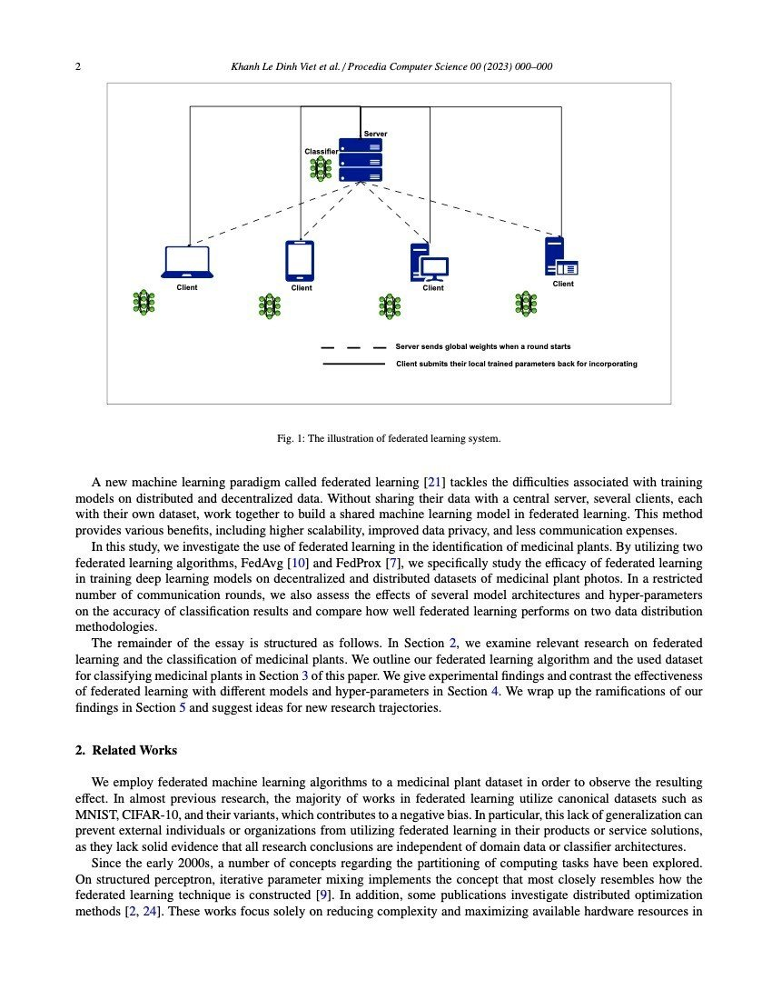 2
Khanh Le Dinh Viet et al. / Procedia Computer Science 00 (2023) 000–000
Server
Classifier
Client
Client
Client
Client
Server sends global weights when a round starts
Client submits their local trained parameters back for incorporating
Fig. 1: The illustration of federated learning system.
A new machine learning paradigm called federated learning [21] tackles the difficulties associated with training
models on distributed and decentralized data. Without sharing their data with a central server, several clients, each
with their own dataset, work together to build a shared machine learning model in federated learning. This method
provides various benefits, including higher scalability, improved data privacy, and less communication expenses.
In this study, we investigate the use of federated learning in the identification of medicinal plants. By utilizing two
federated learning algorithms, FedAvg [10] and FedProx [7], we specifically study the efficacy of federated learning
in training deep learning models on decentralized and distributed datasets of medicinal plant photos. In a restricted
number of communication rounds, we also assess the effects of several model architectures and hyper-parameters
on the accuracy of classification results and compare how well federated learning performs on two data distribution
methodologies.
The remainder of the essay is structured as follows. In Section 2, we examine relevant research on federated
learning and the classification of medicinal plants. We outline our federated learning algorithm and the used dataset
for classifying medicinal plants in Section 3 of this paper. We give experimental findings and contrast the effectiveness
of federated learning with different models and hyper-parameters in Section 4. We wrap up the ramifications of our
findings in Section 5 and suggest ideas for new research trajectories.
2. Related Works
We employ federated machine learning algorithms to a medicinal plant dataset in order to observe the resulting
effect. In almost previous research, the majority of works in federated learning utilize canonical datasets such as
MNIST, CIFAR-10, and their variants, which contributes to a negative bias. In particular, this lack of generalization can
prevent external individuals or organizations from utilizing federated learning in their products or service solutions,
as they lack solid evidence that all research conclusions are independent of domain data or classifier architectures.
Since the early 2000s, a number of concepts regarding the partitioning of computing tasks have been explored.
On structured perceptron, iterative parameter mixing implements the concept that most closely resembles how the
federated learning technique is constructed [9]. In addition, some publications investigate distributed optimization
methods [2, 24]. These works focus solely on reducing complexity and maximizing available hardware resources in